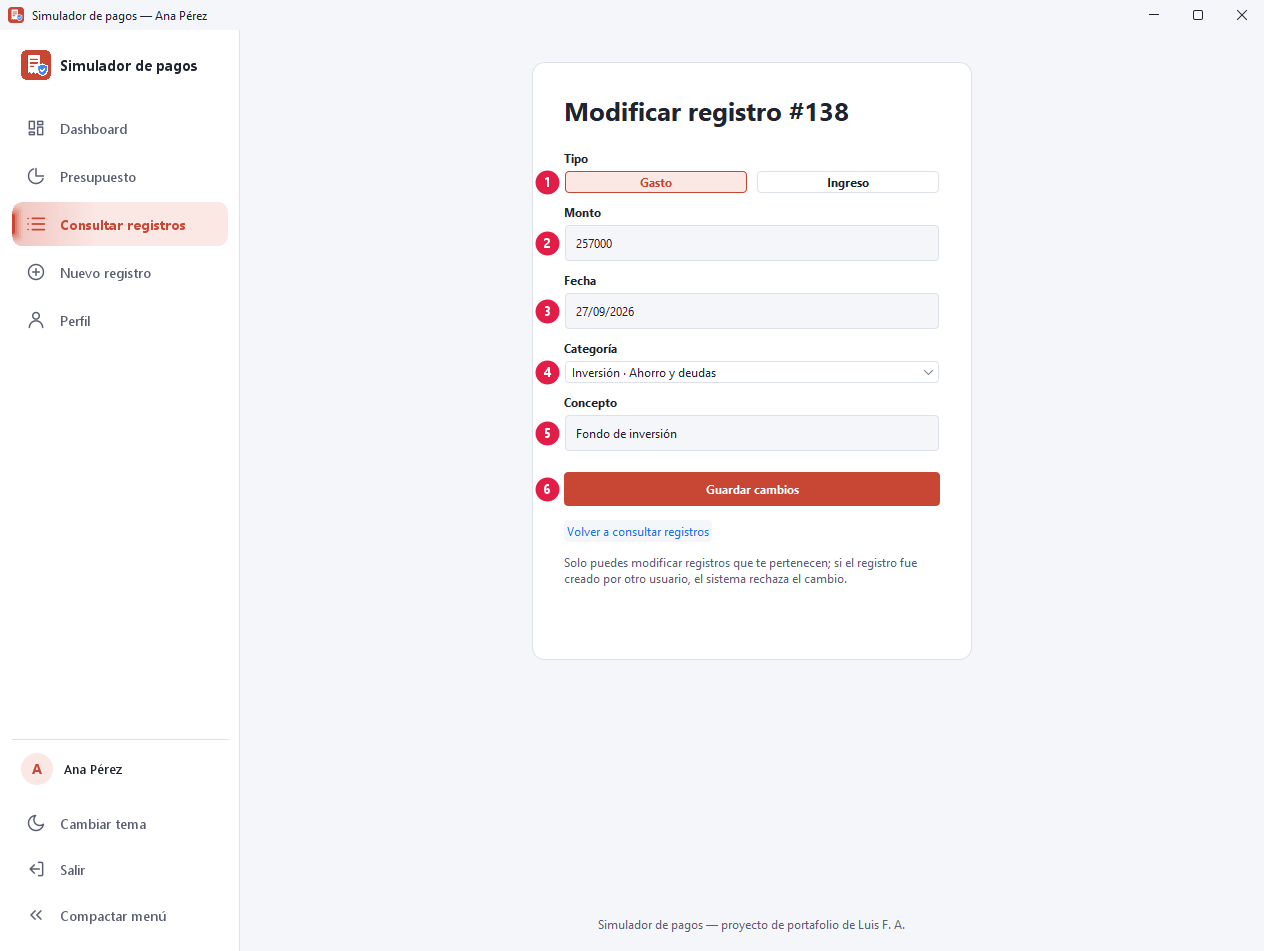 Simulador de pagos — Ana Pérez
Simulador de pagos
Dashboard
Presupuesto
Consultar registros
Nuevo registro
Perfil
Modificar registro #138
Tipo
1 Gasto Ingreso
Monto
2 257000
Fecha
3 27/09/2026
Categoría
4 Inversión · Ahorro y deudas
Concepto
5 Fondo de inversión
6 Guardar cambios
Volver a consultar registros
Solo puedes modificar registros que te pertenecen; si el registro fue
creado por otro usuario, el sistema rechaza el cambio.
A Ana Pérez
Cambiar tema
Salir
Compactar menú
Simulador de pagos — proyecto de portafolio de Luis F. A.